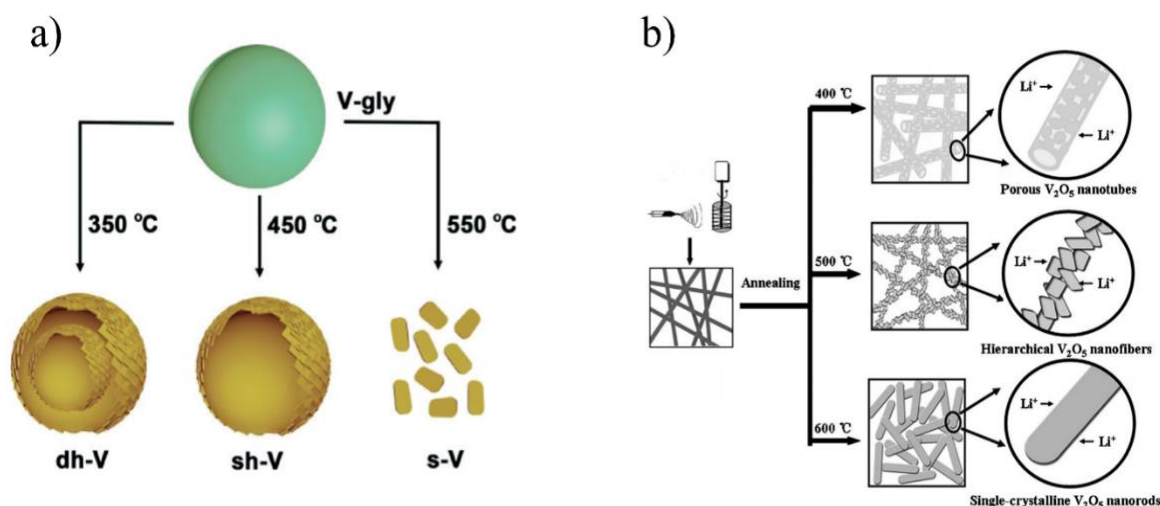 a)
V-gly
350 °C
450 °C
550 °C
dh-V
sh-V
s-V
b)
400 ℃
Li⁺
Li⁺
Porous V₂O₅ nanotubes
Annealing
500 ℃
Li⁺
Li⁺
Hierarchical V₂O₅ nanofibers
600 ℃
Li⁺
Li⁺
Single-crystalline V₂O₅ nanorods